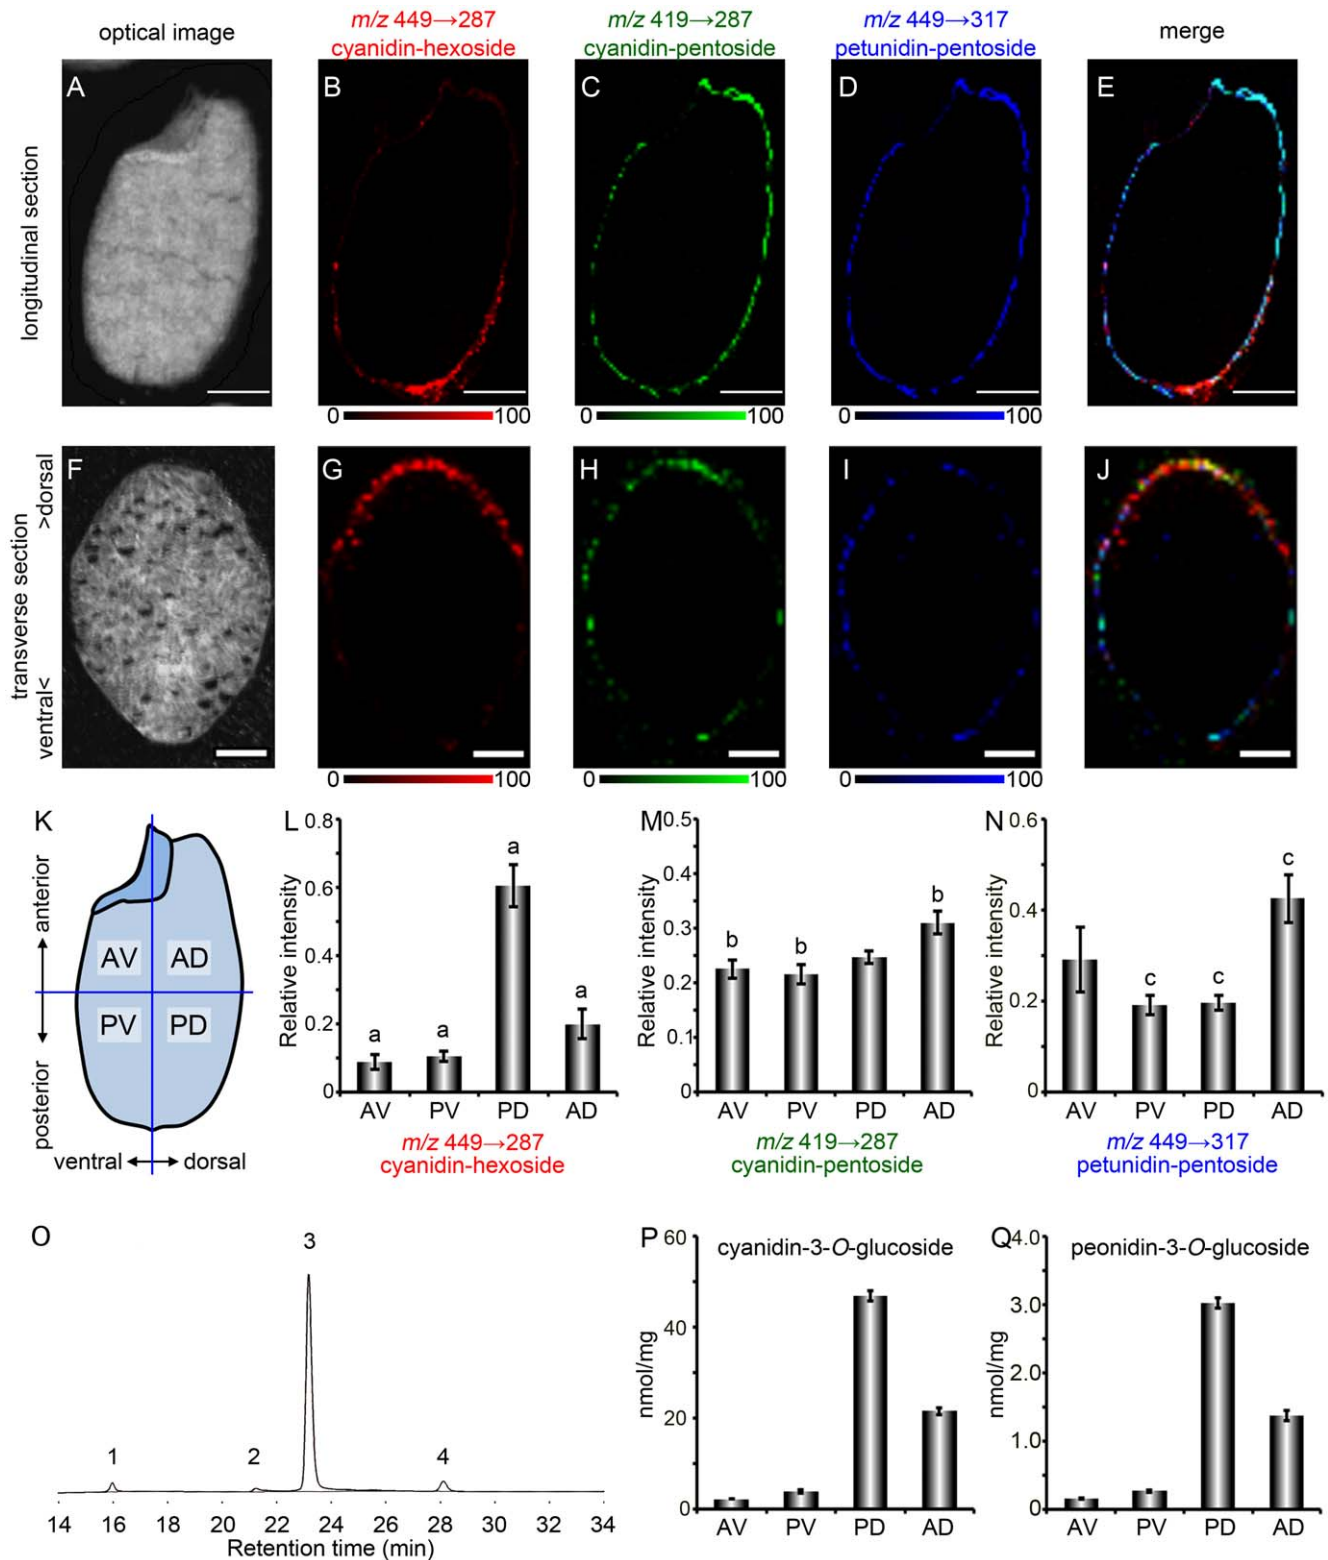 optical image
m/z 449→287
cyanidin-hexoside
m/z 419→287
cyanidin-pentoside
m/z 449→317
petunidin-pentoside
merge
longitudinal section
A
B
C
D
E
0 100
0 100
0 100
transverse section
ventral<
>dorsal
F
G
H
I
J
0 100
0 100
0 100
K
anterior
posterior
AV AD
PV PD
ventral dorsal
L
Relative intensity
0.8
0.6
0.4
0.2
0
a a a a
AV PV PD AD
m/z 449→287
cyanidin-hexoside
M
Relative intensity
0.5
0.4
0.3
0.2
0.1
0
b b b
AV PV PD AD
m/z 419→287
cyanidin-pentoside
N
Relative intensity
0.6
0.4
0.2
0
c c c
AV PV PD AD
m/z 449→317
petunidin-pentoside
O
1 2 3 4
14 16 18 20 22 24 26 28 30 32 34
Retention time (min)
P
cyanidin-3-O-glucoside
nmol/mg
60
40
20
0
AV PV PD AD
Q
peonidin-3-O-glucoside
nmol/mg
4.0
3.0
2.0
1.0
0
AV PV PD AD